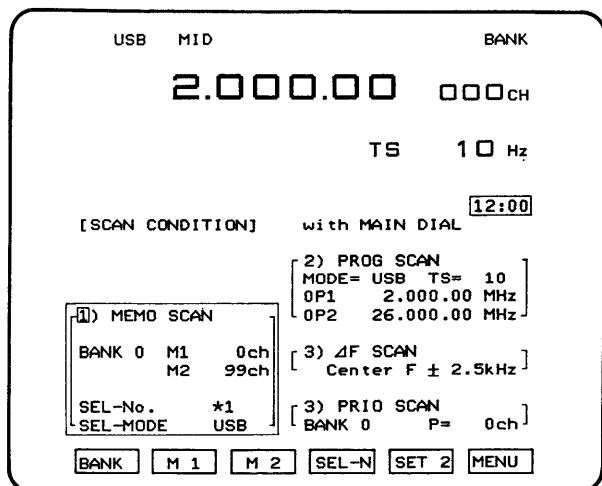 USB MID BANK
2.000.00 000CH
TS 10 Hz
12:00
[SCAN CONDITION] with MAIN DIAL
2) PROG SCAN
MODE= USB TS= 10
0P1 2.000.00 MHz
0P2 26.000.00 MHz
1) MEMO SCAN
BANK 0 M1 0ch
M2 99ch
SEL-No. *1
SEL-MODE USB
3) ⊿F SCAN
Center F ± 2.5kHz
3) PRIO SCAN
BANK 0 P= 0ch
BANK M 1 M 2 SEL-N SET 2 MENU